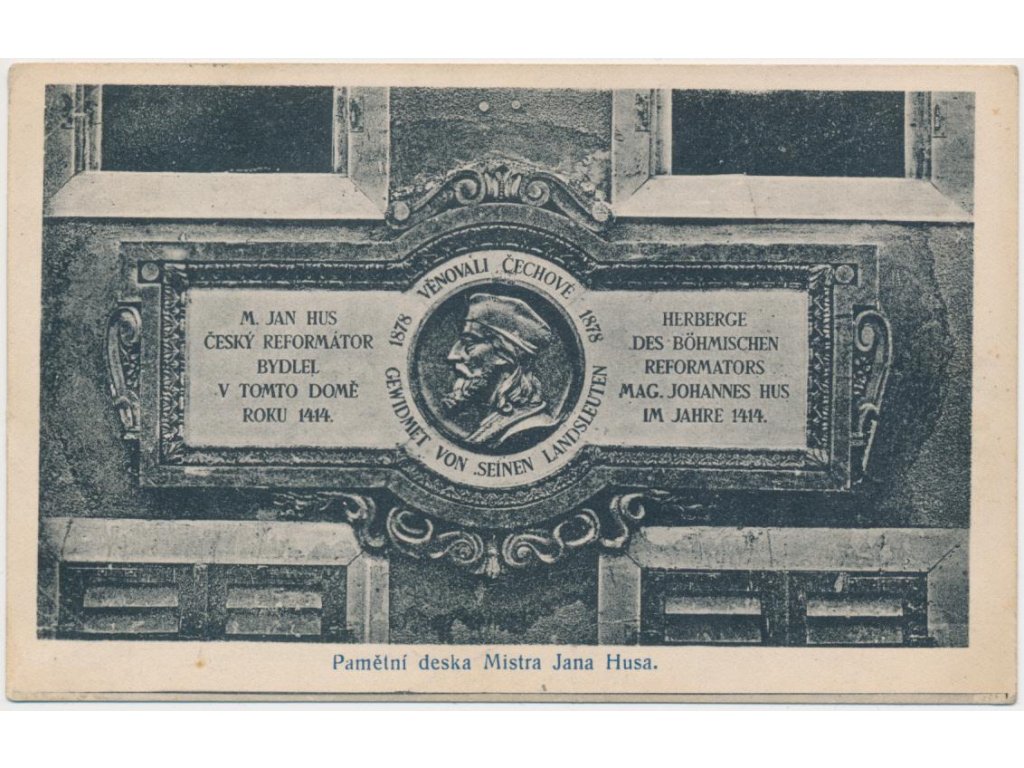 M. JAN HUS
ČESKÝ REFORMÁTOR
BYDLEL
V TOMTO DOMĚ
ROKU 1414.
VĚNOVALI ČECHOVÉ
1878 1878
GEWIDMET VON SEINEN LANDSLEUTEN
HERBERGE
DES BÖHMISCHEN
REFORMATORS
MAG. JOHANNES HUS
IM JAHRE 1414.
Pamětní deska Mistra Jana Husa.